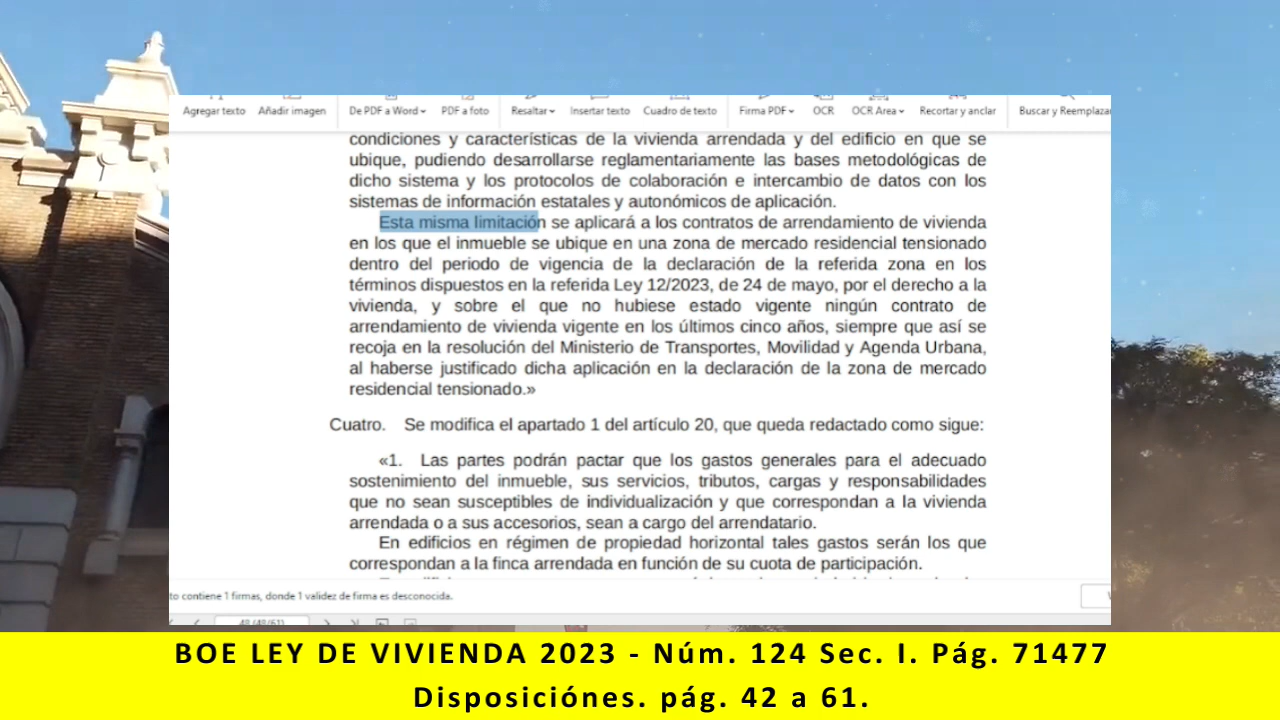 Agregar texto Añadir imagen De PDF a Word PDF a foto Resaltar Insertar texto Cuadro de texto Firma PDF OCR OCR Area Recortar y anclar Buscar y Reemplazar
condiciones y características de la vivienda arrendada y del edificio en que se
ubique, pudiendo desarrollarse reglamentariamente las bases metodológicas de
dicho sistema y los protocolos de colaboración e intercambio de datos con los
sistemas de información estatales y autonómicos de aplicación.
Esta misma limitación se aplicará a los contratos de arrendamiento de vivienda
en los que el inmueble se ubique en una zona de mercado residencial tensionado
dentro del periodo de vigencia de la declaración de la referida zona en los
términos dispuestos en la referida Ley 12/2023, de 24 de mayo, por el derecho a la
vivienda, y sobre el que no hubiese estado vigente ningún contrato de
arrendamiento de vivienda vigente en los últimos cinco años, siempre que así se
recoja en la resolución del Ministerio de Transportes, Movilidad y Agenda Urbana,
al haberse justificado dicha aplicación en la declaración de la zona de mercado
residencial tensionado.»
Cuatro. Se modifica el apartado 1 del artículo 20, que queda redactado como sigue:
«1. Las partes podrán pactar que los gastos generales para el adecuado
sostenimiento del inmueble, sus servicios, tributos, cargas y responsabilidades
que no sean susceptibles de individualización y que correspondan a la vivienda
arrendada o a sus accesorios, sean a cargo del arrendatario.
En edificios en régimen de propiedad horizontal tales gastos serán los que
correspondan a la finca arrendada en función de su cuota de participación.
to contiene 1 firmas, donde 1 validez de firma es desconocida.
48 (48/61)
BOE LEY DE VIVIENDA 2023 - Núm. 124 Sec. I. Pág. 71477
Disposiciónes. pág. 42 a 61.